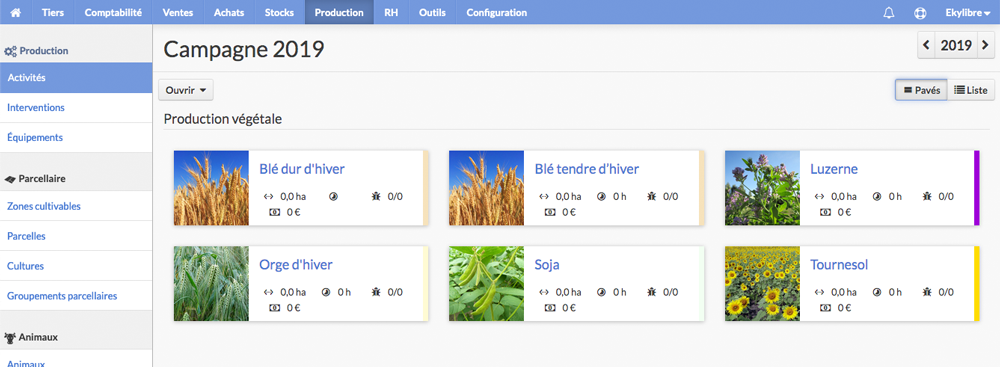 Tiers Comptabilité Ventes Achats Stocks Production RH Outils Configuration Ekylibre
Production
Activités
Interventions
Équipements
Parcellaire
Zones cultivables
Parcelles
Cultures
Groupements parcellaires
Animaux
Animaux
Campagne 2019
2019
Ouvrir
Pavés Liste
Production végétale
Blé dur d'hiver
0,0 ha 0/0
0 €
Blé tendre d'hiver
0,0 ha 0 h 0/0
0 €
Luzerne
0,0 ha 0 h 0/0
0 €
Orge d'hiver
0,0 ha 0 h 0/0
0 €
Soja
0,0 ha 0 h 0/0
0 €
Tournesol
0,0 ha 0 h 0/0
0 €